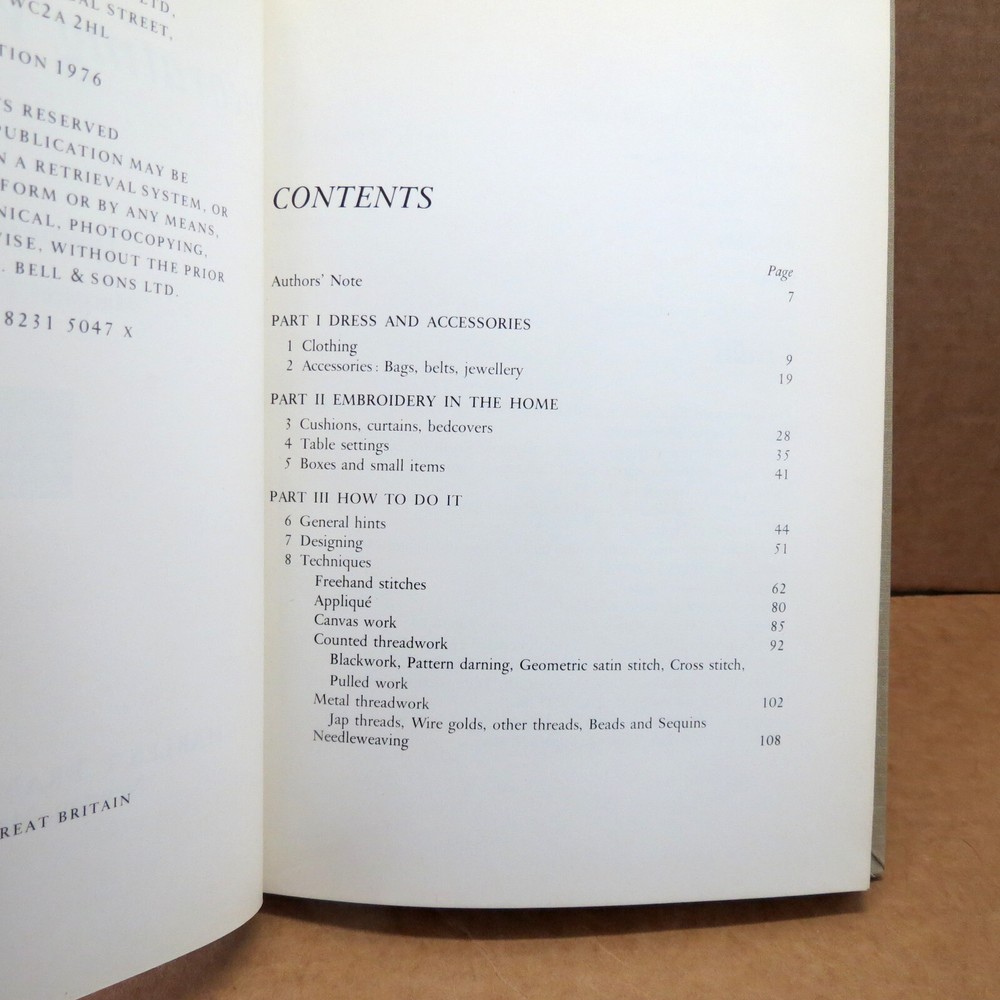 LTD,
STREET,
WC2A 2HL
1976
RESERVED
PUBLICATION MAY BE
A RETRIEVAL SYSTEM, OR
FORM OR BY ANY MEANS,
PHOTOCOPYING,
WITHOUT THE PRIOR
BELL & SONS LTD.
8231 5047 X
BRITAIN
CONTENTS
Page
Authors' Note 7
PART I DRESS AND ACCESSORIES
1 Clothing 9
2 Accessories: Bags, belts, jewellery 19
PART II EMBROIDERY IN THE HOME
3 Cushions, curtains, bedcovers 28
4 Table settings 35
5 Boxes and small items 41
PART III HOW TO DO IT
6 General hints 44
7 Designing 51
8 Techniques
Freehand stitches 62
Appliqué 80
Canvas work 85
Counted threadwork 92
Blackwork, Pattern darning, Geometric satin stitch, Cross stitch,
Pulled work
Metal threadwork 102
Jap threads, Wire golds, other threads, Beads and Sequins
Needleweaving 108